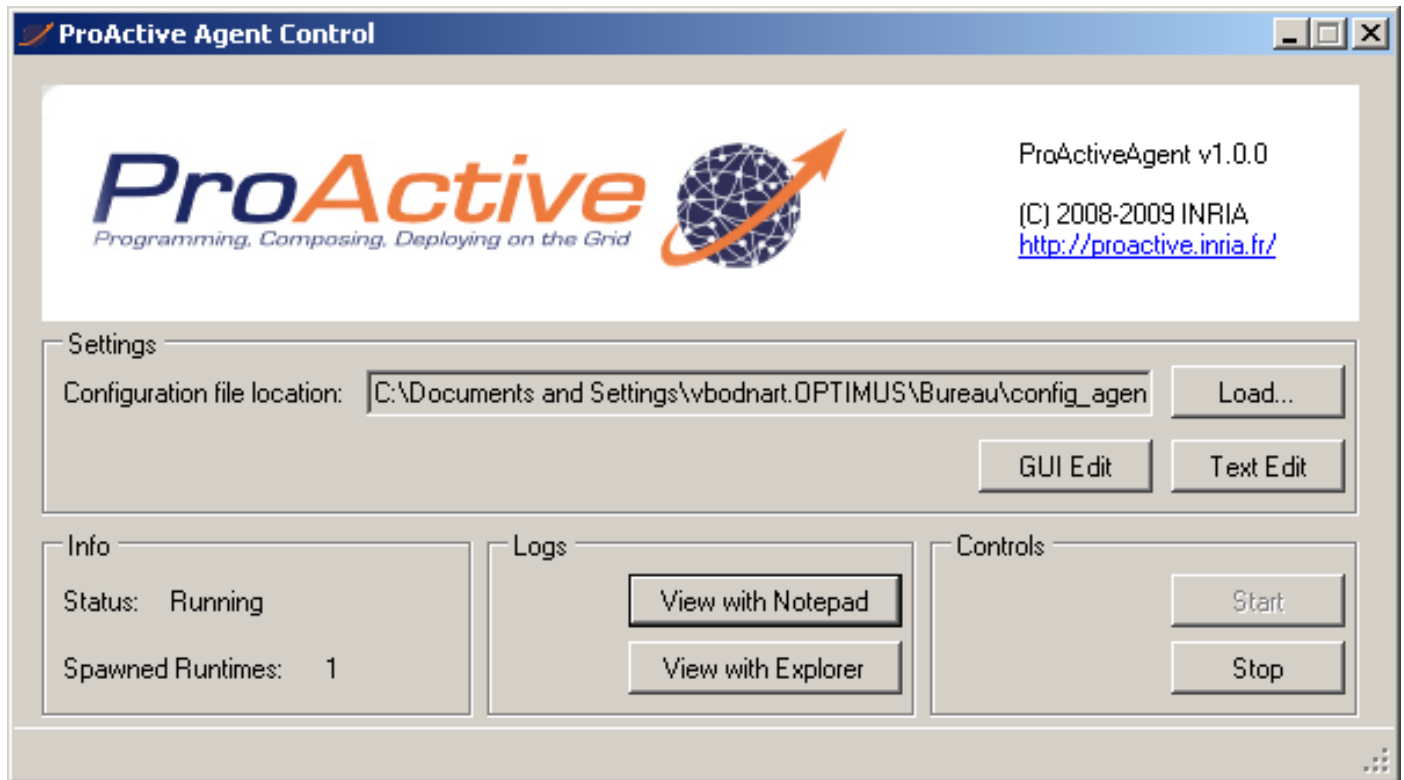 ProActive Agent Control
ProActive
Programming, Composing, Deploying on the Grid
ProActiveAgent v1.0.0
(C) 2008-2009 INRIA
http://proactive.inria.fr/
Settings
Configuration file location: C:\Documents and Settings\vbodnart.OPTIMUS\Bureau\config_agen Load...
GUI Edit Text Edit
Info
Status: Running
Spawned Runtimes: 1
Logs
View with Notepad
View with Explorer
Controls
Start
Stop